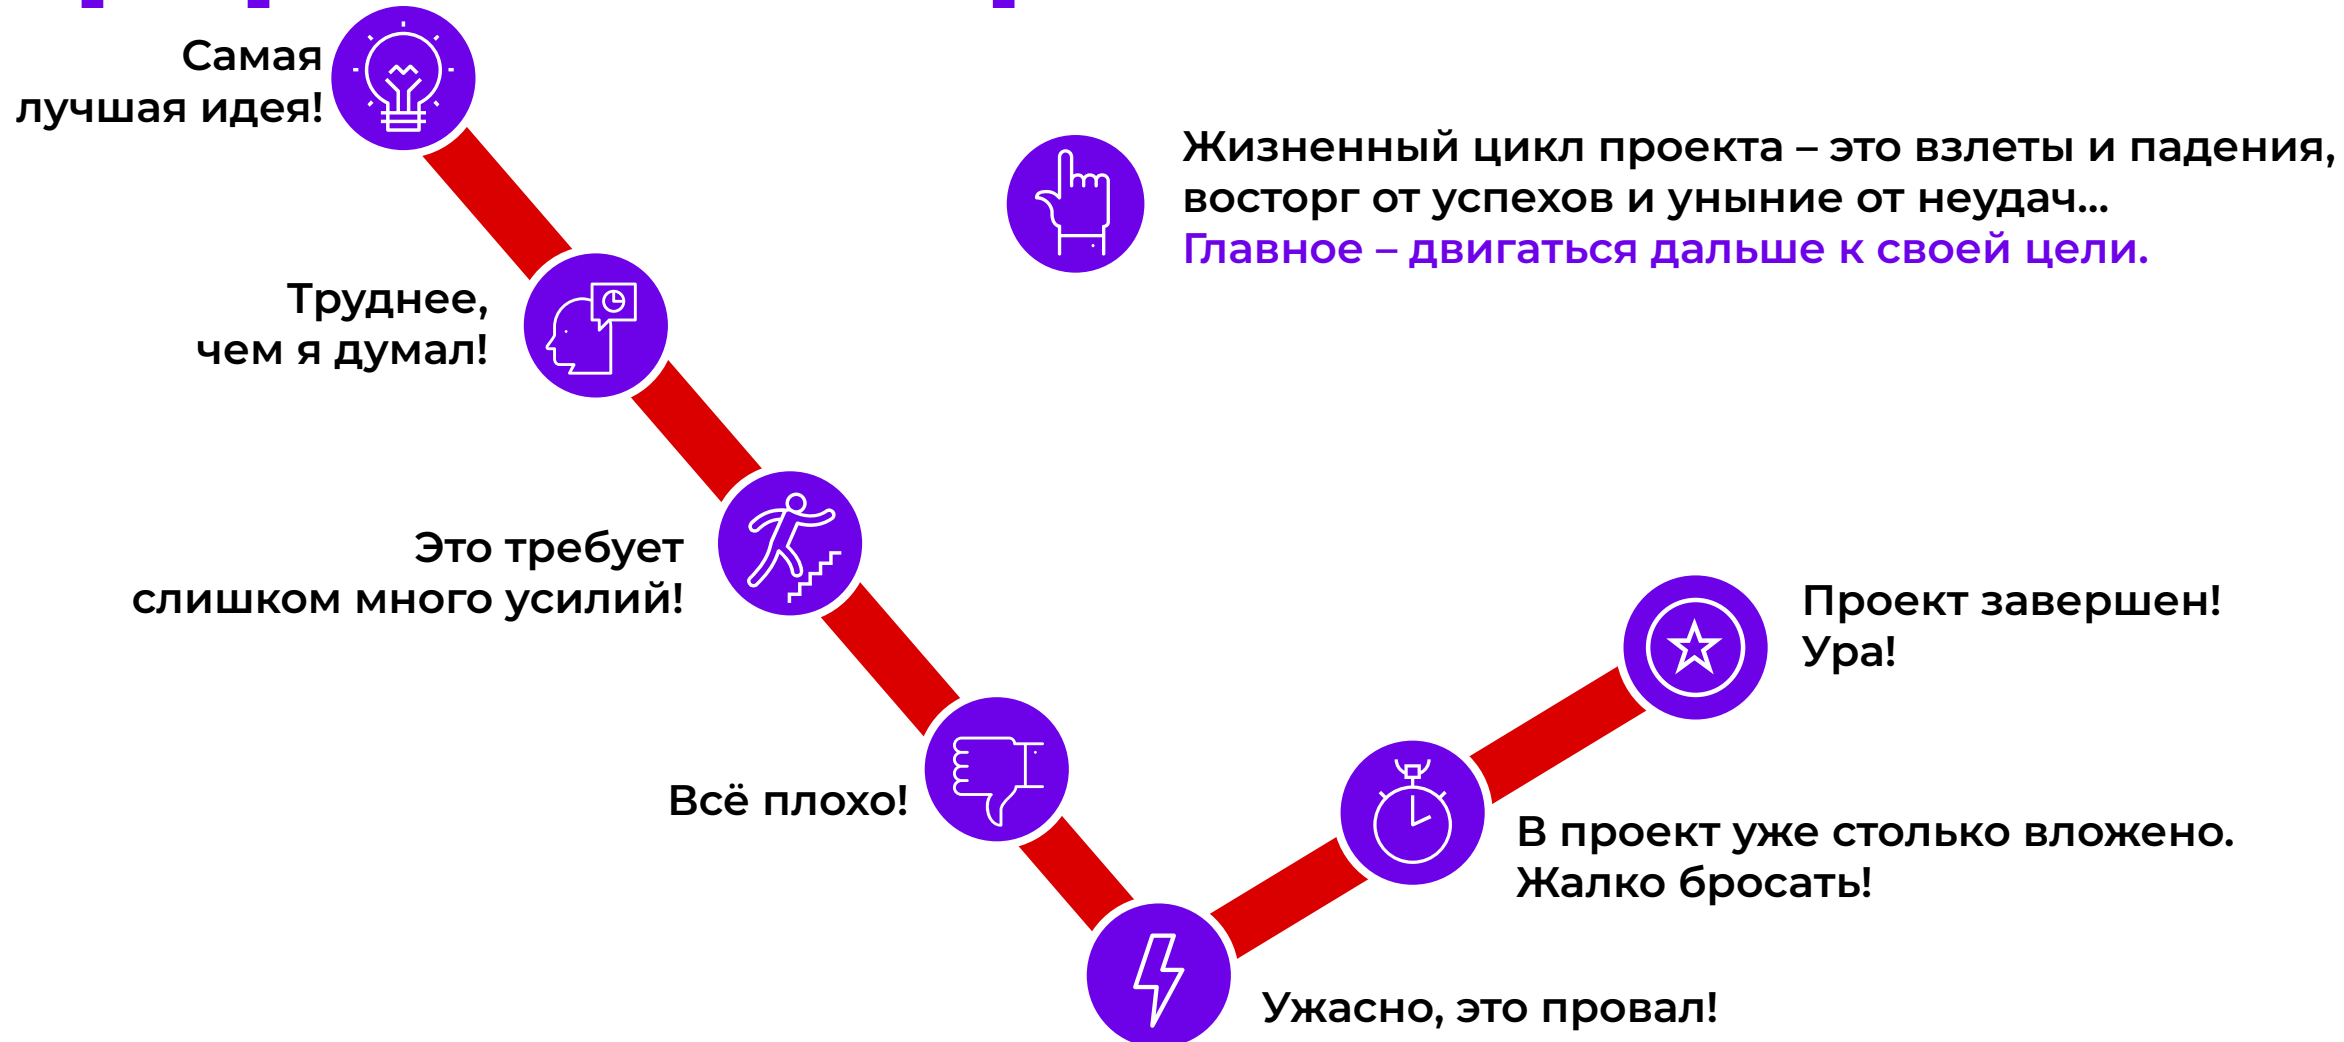 Самая
лучшая идея!
Жизненный цикл проекта – это взлеты и падения,
восторг от успехов и уныние от неудач...
Главное – двигаться дальше к своей цели.
Труднее,
чем я думал!
Это требует
слишком много усилий!
Всё плохо!
Ужасно, это провал!
В проект уже столько вложено.
Жалко бросать!
Проект завершен!
Ура!